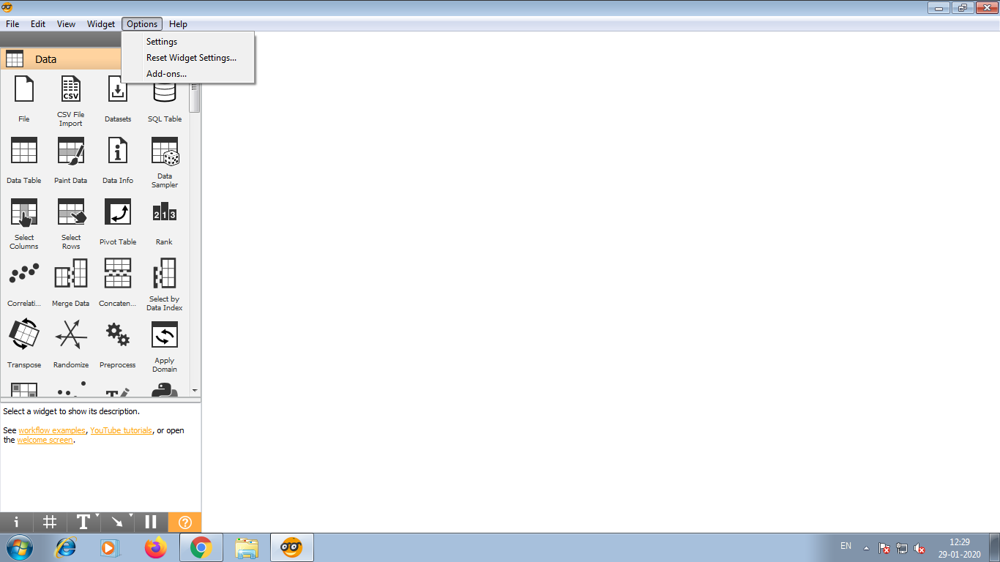 File Edit View Widget Options Help
Settings
Reset Widget Settings...
Add-ons...
Data
File
CSV
CSV File
Import
Datasets
SQL Table
Data Table
Paint Data
Data Info
Data
Sampler
Select
Columns
Select
Rows
Pivot Table
213
Rank
Correlati...
Merge Data
Concaten...
Select by
Data Index
Transpose
Randomize
Preprocess
Apply
Domain
Select a widget to show its description.
See workflow examples, YouTube tutorials, or open
the welcome screen.
EN
12:29
29-01-2020